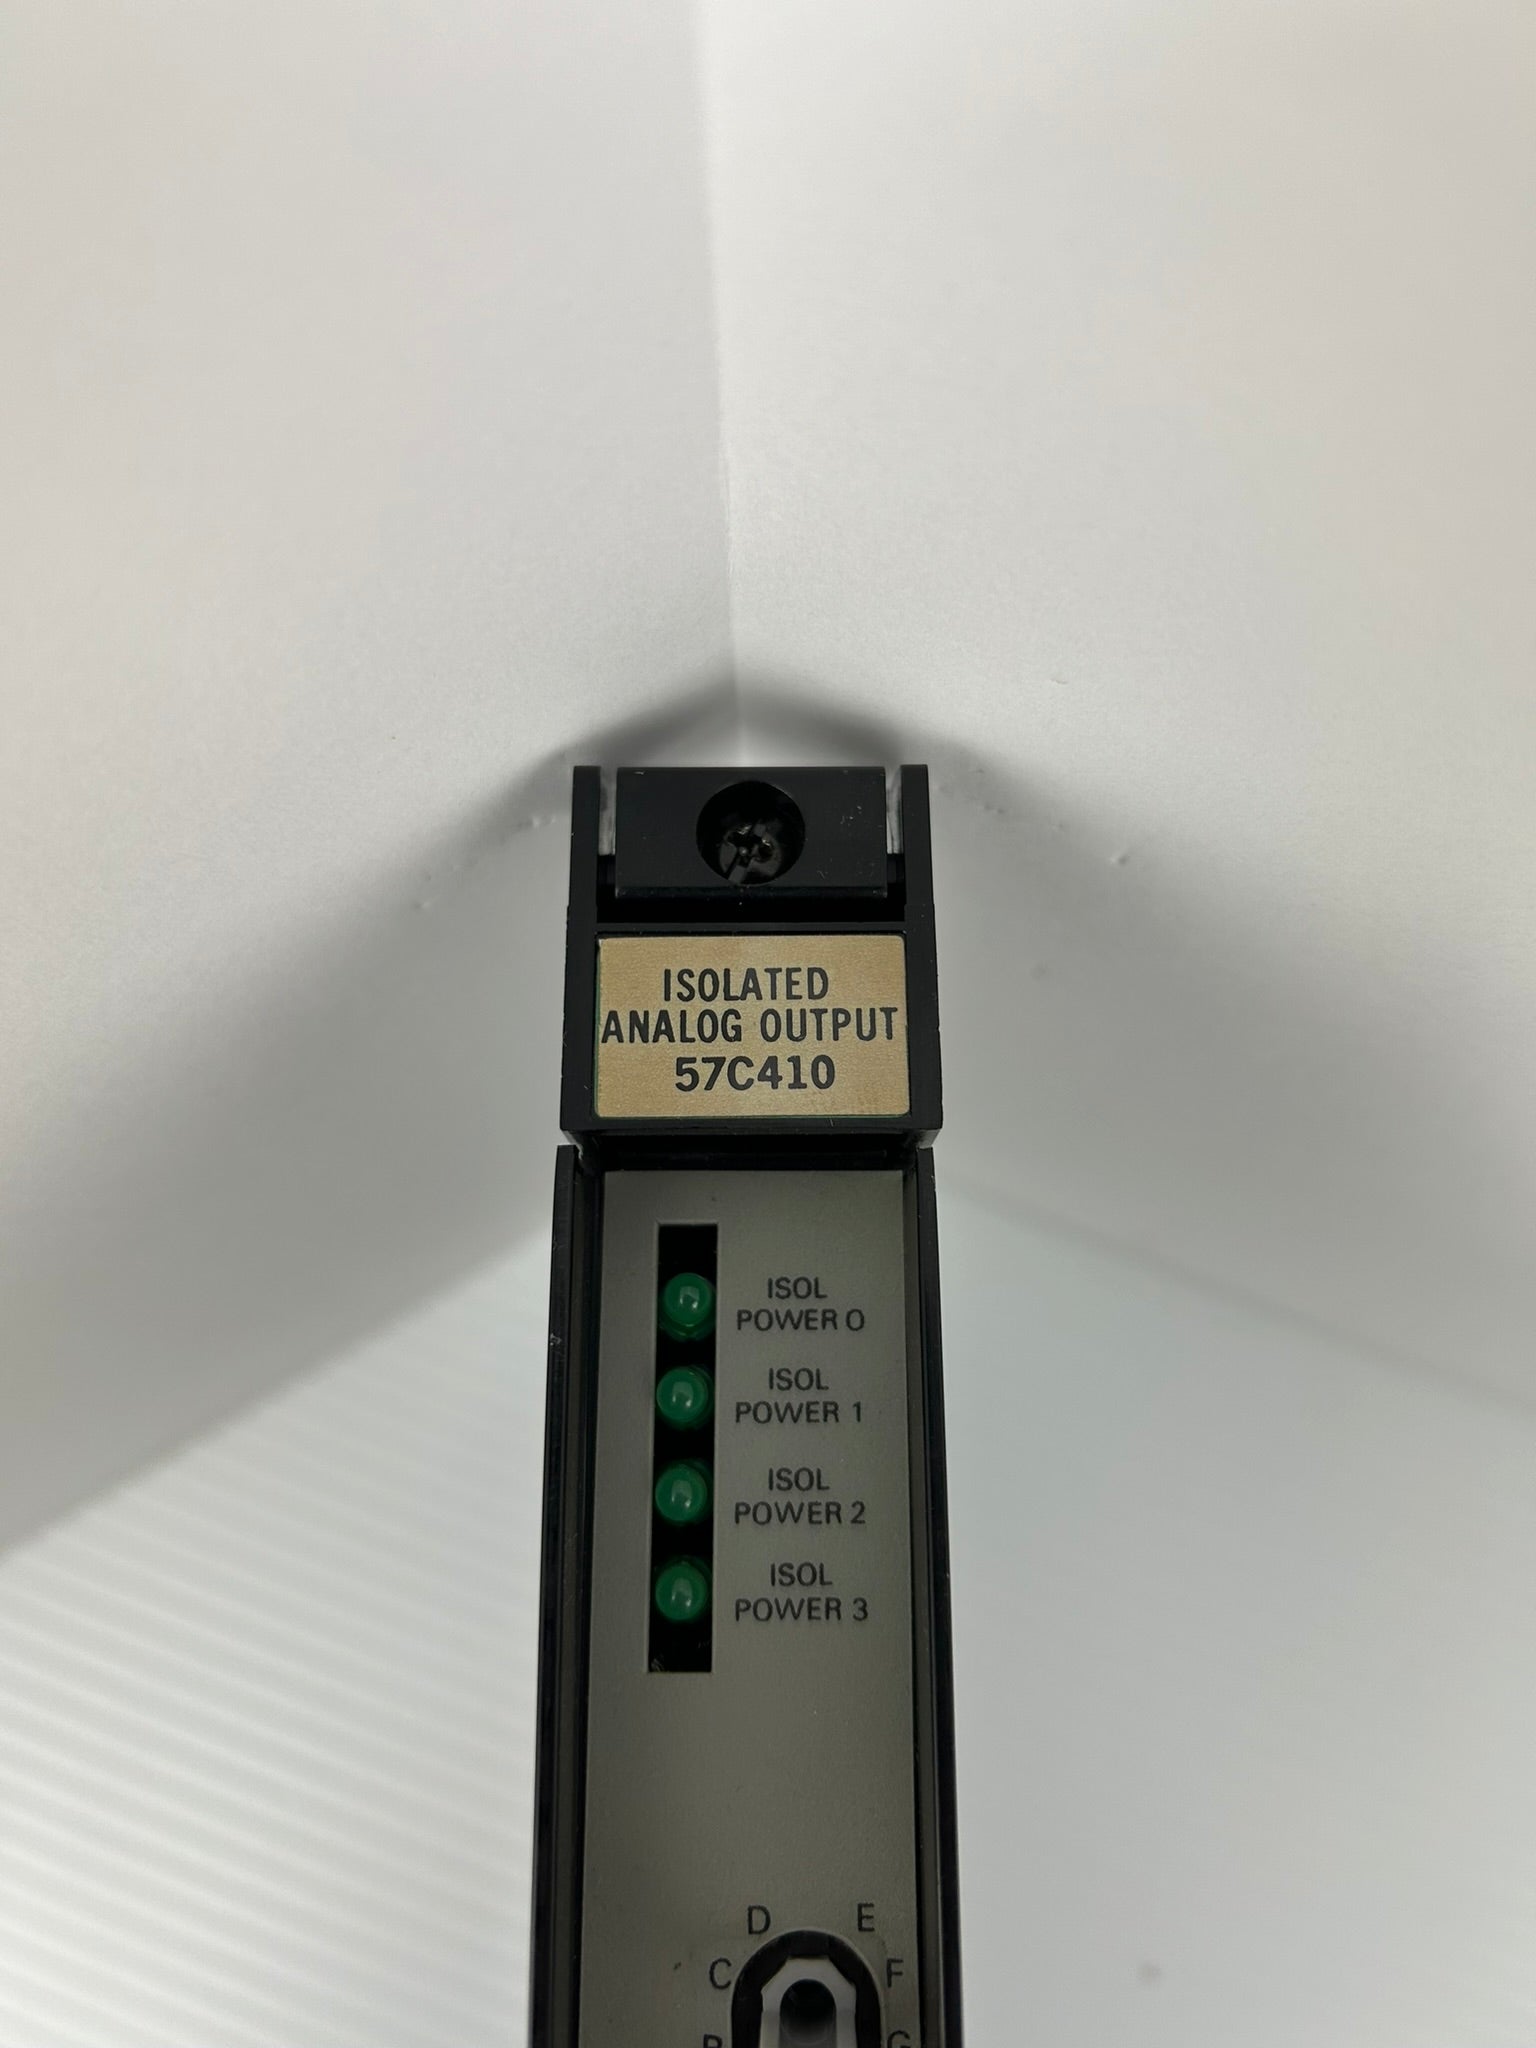 ISOLATED
ANALOG OUTPUT
57C410
ISOL
POWER 0
ISOL
POWER 1
ISOL
POWER 2
ISOL
POWER 3
D E
C F
B G